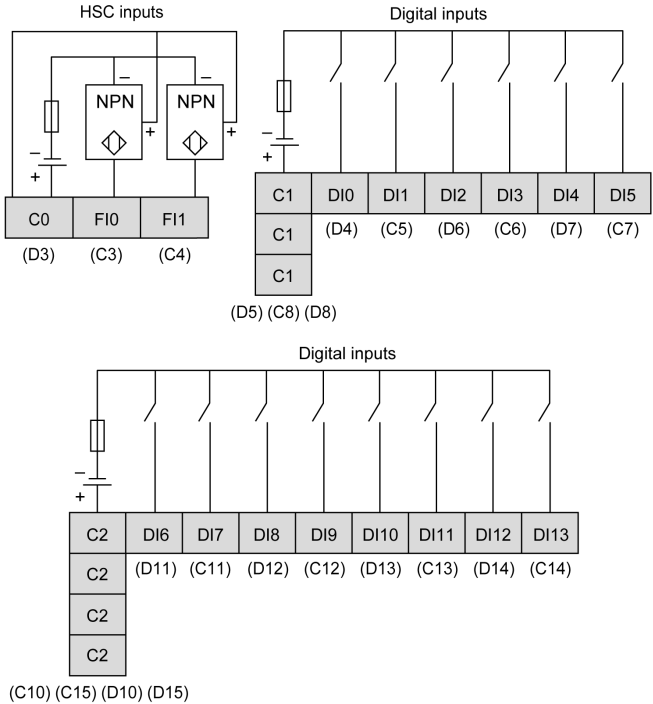 HSC inputs
− −
NPN NPN
+ +
−
+
C0 FI0 FI1
(D3) (C3) (C4)
Digital inputs
−
+
C1 DI0 DI1 DI2 DI3 DI4 DI5
(D4) (C5) (D6) (C6) (D7) (C7)
C1
C1
(D5) (C8) (D8)
Digital inputs
−
+
C2 DI6 DI7 DI8 DI9 DI10 DI11 DI12 DI13
(D11) (C11) (D12) (C12) (D13) (C13) (D14) (C14)
C2
C2
C2
(C10) (C15) (D10) (D15)